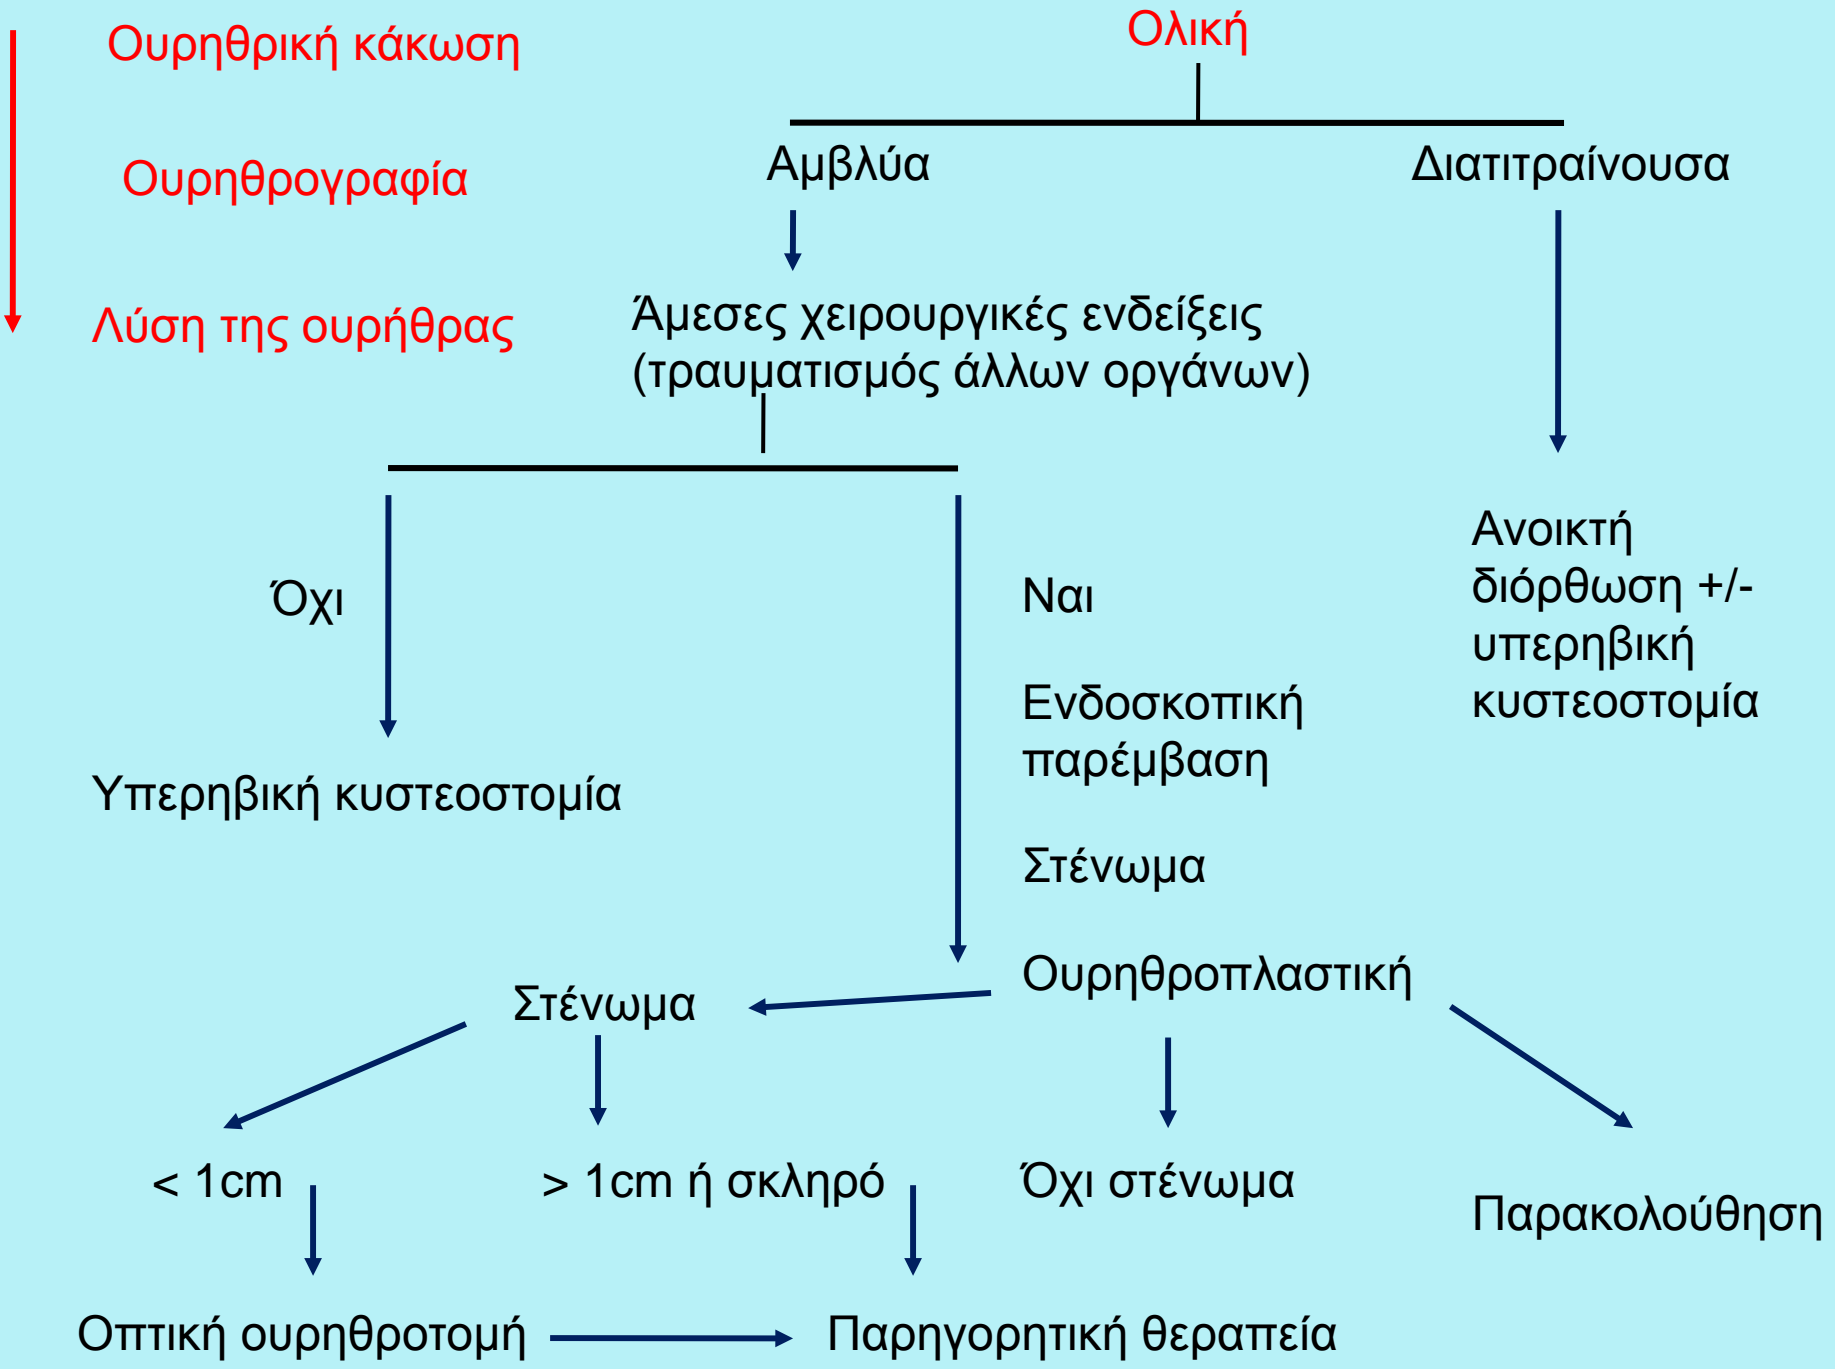 Ουρηθρική κάκωση
Ολική
Ουρηθρογραφία
Αμβλύα
Διατιτραίνουσα
Λύση της ουρήθρας
Άμεσες χειρουργικές ενδείξεις
(τραυματισμός άλλων οργάνων)
Όχι
Ναι
Ανοικτή
διόρθωση +/-
υπερηβική
κυστεοστομία
Ενδοσκοπική
παρέμβαση
Υπερηβική κυστεοστομία
Στένωμα
Ουρηθροπλαστική
Στένωμα
< 1cm
> 1cm ή σκληρό
Όχι στένωμα
Παρακολούθηση
Οπτική ουρηθροτομή
Παρηγορητική θεραπεία